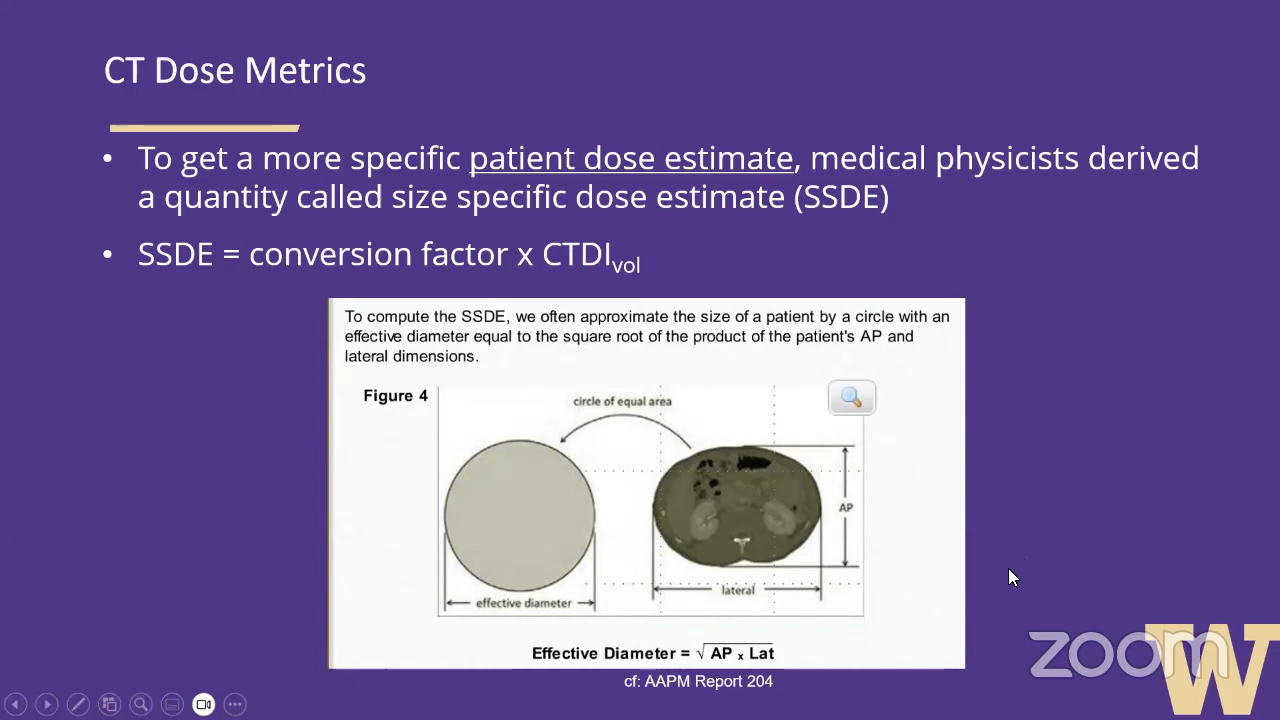 CT Dose Metrics
• To get a more specific patient dose estimate, medical physicists derived
a quantity called size specific dose estimate (SSDE)
• SSDE = conversion factor x CTDIvol
To compute the SSDE, we often approximate the size of a patient by a circle with an
effective diameter equal to the square root of the product of the patient's AP and
lateral dimensions.
Figure 4
circle of equal area
AP
lateral
effective diameter
Effective Diameter = √ AP x Lat
cf: AAPM Report 204
zoom
W